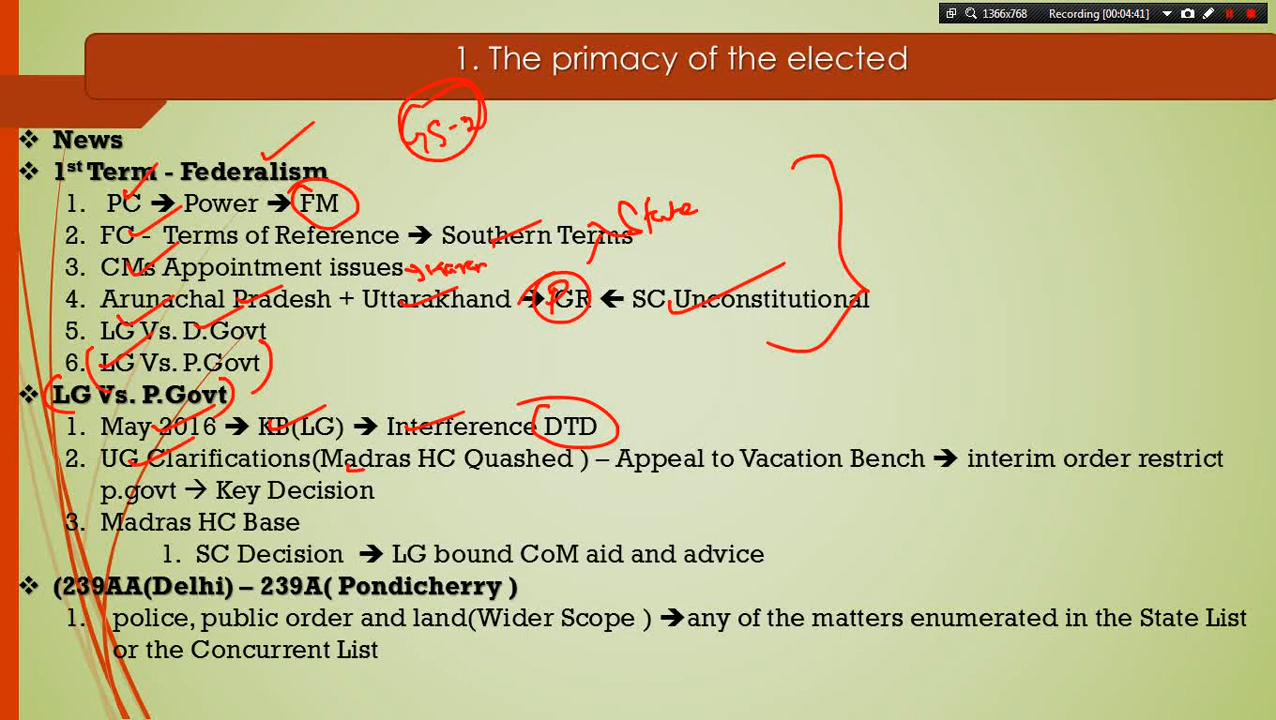 1366x768 Recording [00:04:41]
1. The primacy of the elected
GS-2
❖ News
❖ 1st Term - Federalism
1. PC ➔ Power ➔ FM
2. FC - Terms of Reference ➔ Southern Terms
State
3. CMs Appointment issues
4. Arunachal Pradesh + Uttarakhand ➔ GR ← SC Unconstitutional
P
5. LG Vs. D.Govt
6. LG Vs. P.Govt
❖ LG Vs. P.Govt
1. May 2016 ➔ KB(LG) ➔ Interference DTD
2. UG Clarifications(Madras HC Quashed ) – Appeal to Vacation Bench ➔ interim order restrict
p.govt → Key Decision
3. Madras HC Base
1. SC Decision ➔ LG bound CoM aid and advice
❖ (239AA(Delhi) – 239A( Pondicherry )
1. police, public order and land(Wider Scope ) ➔any of the matters enumerated in the State List
or the Concurrent List